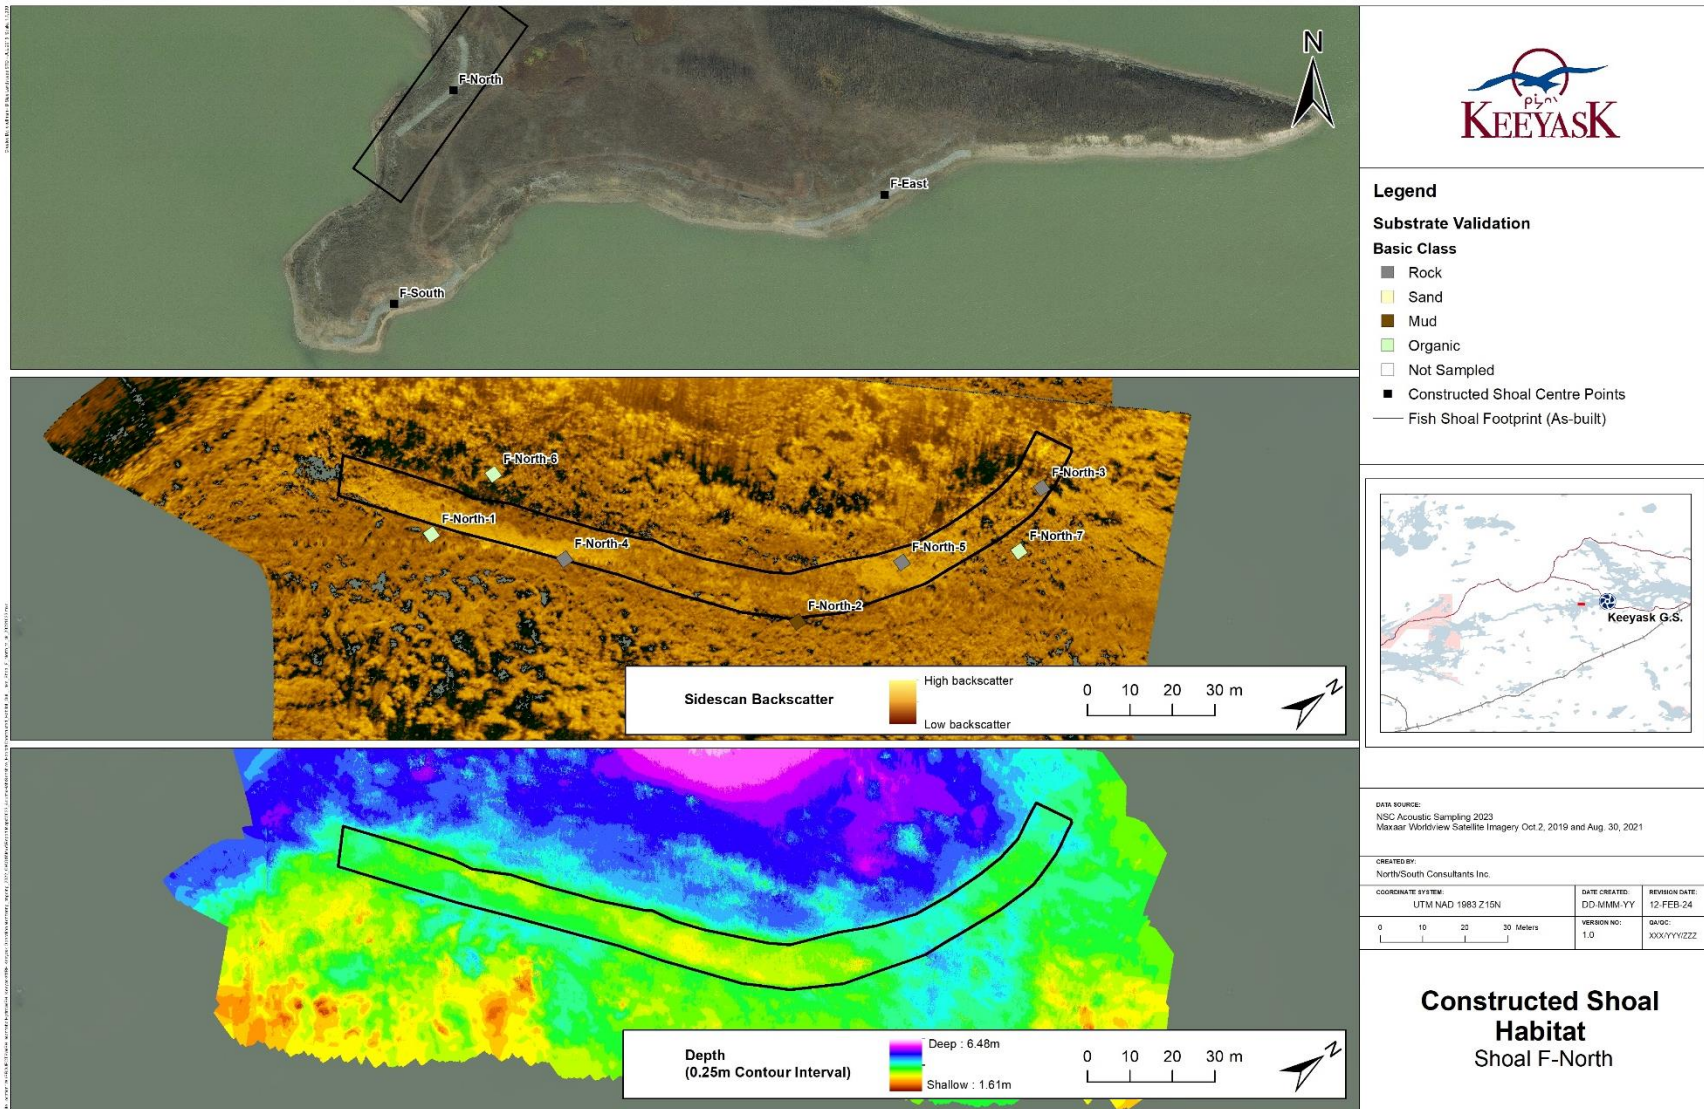 F-North
F-East
F-South
N
F-North-6
F-North-3
F-North-1
F-North-4
F-North-5
F-North-7
F-North-2
Sidescan Backscatter
High backscatter
Low backscatter
0 10 20 30 m
N
Depth
(0.25m Contour Interval)
Deep : 6.48m
Shallow : 1.61m
0 10 20 30 m
N
KEEYASK
Legend
Substrate Validation
Basic Class
Rock
Sand
Mud
Organic
Not Sampled
Constructed Shoal Centre Points
Fish Shoal Footprint (As-built)
Keeyask G.S.
DATA SOURCE:
NSC Acoustic Sampling 2023
Maxaar Worldview Satellite Imagery Oct.2, 2019 and Aug. 30, 2021
CREATED BY:
North/South Consultants Inc.
COORDINATE SYSTEM:
UTM NAD 1983 Z15N
DATE CREATED:
DD-MMM-YY
REVISION DATE:
12-FEB-24
0 10 20 30 Meters
VERSION NO:
1.0
QA/QC:
XXX/YYY/ZZZ
Constructed Shoal
Habitat
Shoal F-North